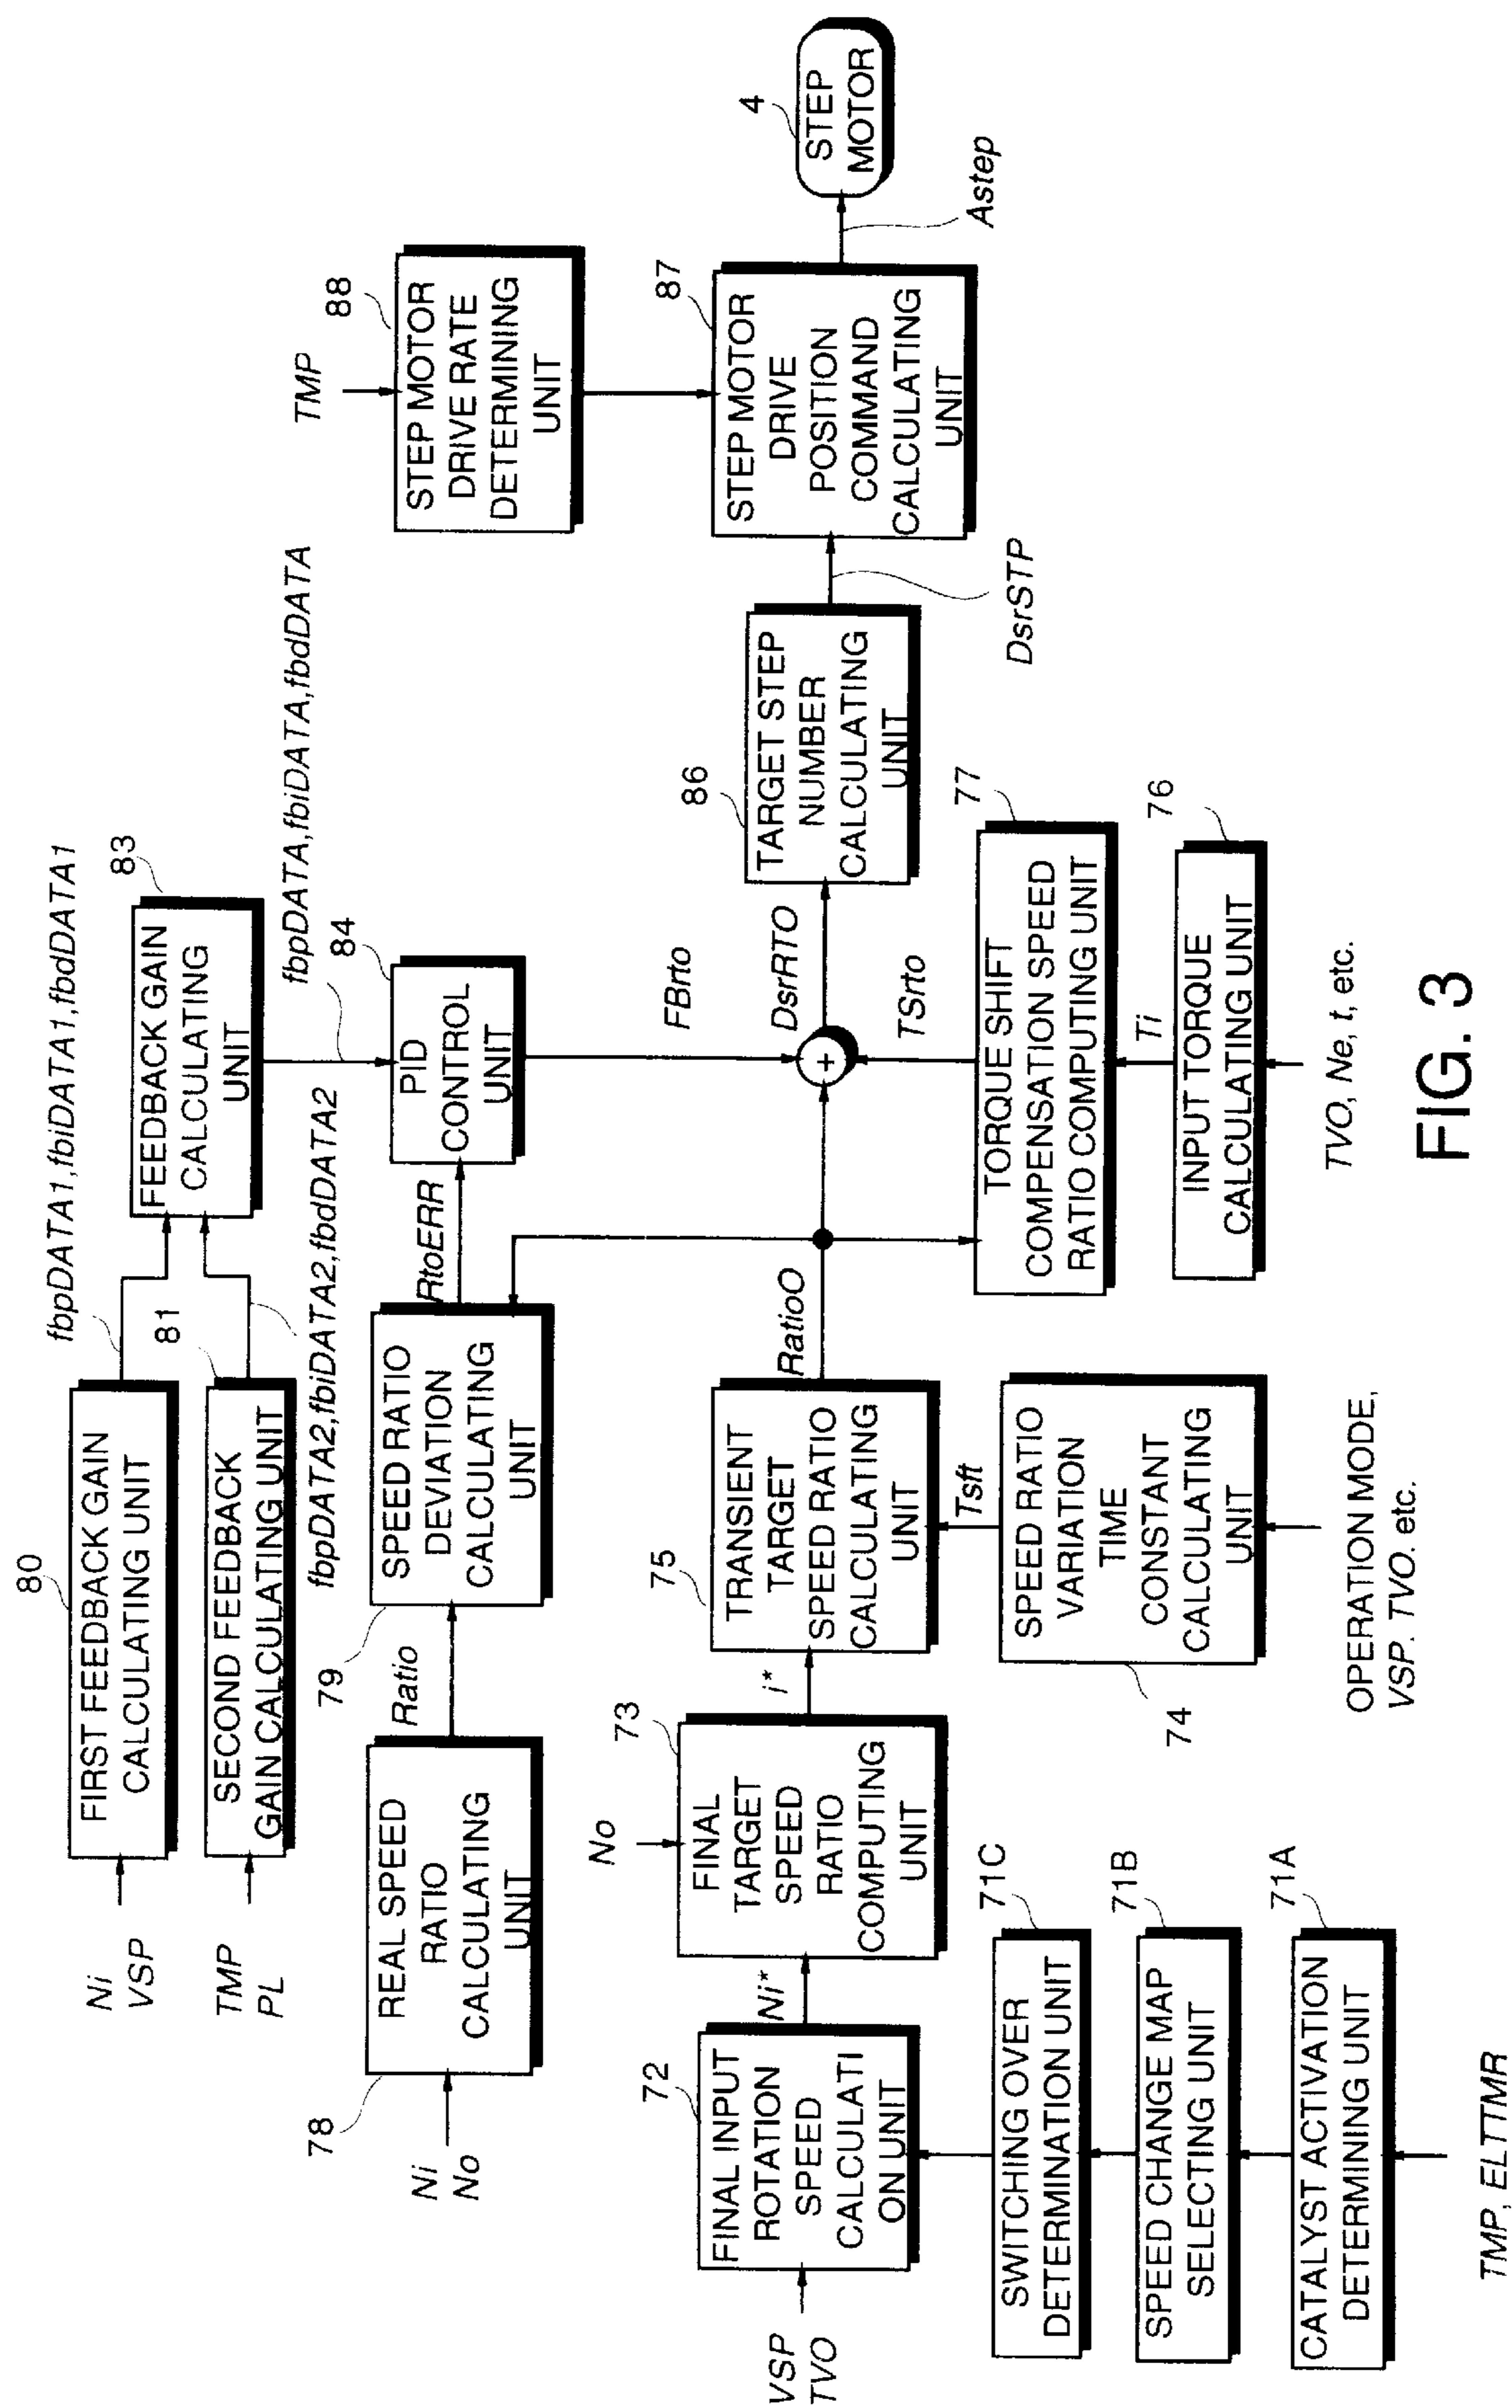 80
FIRST FEEDBACK GAIN
CALCULATING UNIT
Ni
VSP
fbpDATA1,fbiDATA1,fbdDATA1
81
SECOND FEEDBACK
GAIN CALCULATING UNIT
TMP
PL
fbpDATA2,fbiDATA2,fbdDATA2
83
FEEDBACK GAIN
CALCULATING
UNIT
fbpDATA,fbiDATA,fbdDATA
78
REAL SPEED
RATIO
CALCULATING
UNIT
Ni
No
Ratio
79
SPEED RATIO
DEVIATION
CALCULATING
UNIT
RtoERR
84
PID
CONTROL
UNIT
FBrto
TMP
88
STEP MOTOR
DRIVE RATE
DETERMINING
UNIT
VSP
TVO
72
FINAL INPUT
ROTATION
SPEED
CALCULATI
ON UNIT
Ni*
No
73
FINAL
TARGET
SPEED
RATIO
COMPUTING
UNIT
i*
75
TRANSIENT
TARGET
SPEED RATIO
CALCULATING
UNIT
RatioO
+
DsrRTO
86
TARGET STEP
NUMBER
CALCULATING
UNIT
DsrSTP
87
STEP MOTOR
DRIVE
POSITION
COMMAND
CALCULATING
UNIT
Astep
4
STEP
MOTOR
71C
SWITCHING OVER
DETERMINATION UNIT
71B
SPEED CHANGE MAP
SELECTING UNIT
71A
CATALYST ACTIVATION
DETERMINING UNIT
TMP, ELTTMR
Tsft
74
SPEED RATIO
VARIATION
TIME
CONSTANT
CALCULATING
UNIT
OPERATION MODE,
VSP. TVO. etc.
TSrto
77
TORQUE SHIFT
COMPENSATION SPEED
RATIO COMPUTING UNIT
Ti
76
INPUT TORQUE
CALCULATING UNIT
TVO, Ne, t, etc.
FIG. 3